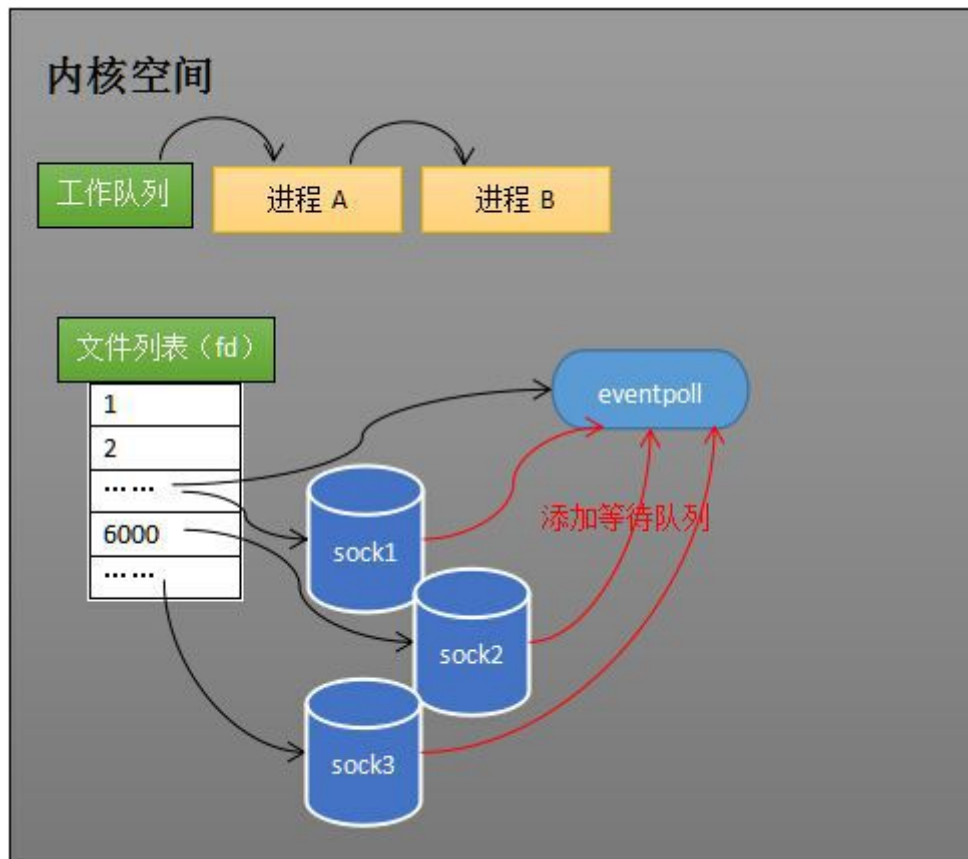 内核空间
工作队列
进程 A
进程 B
文件列表（fd）
1
2
……
6000
……
eventpoll
添加等待队列
sock1
sock2
sock3